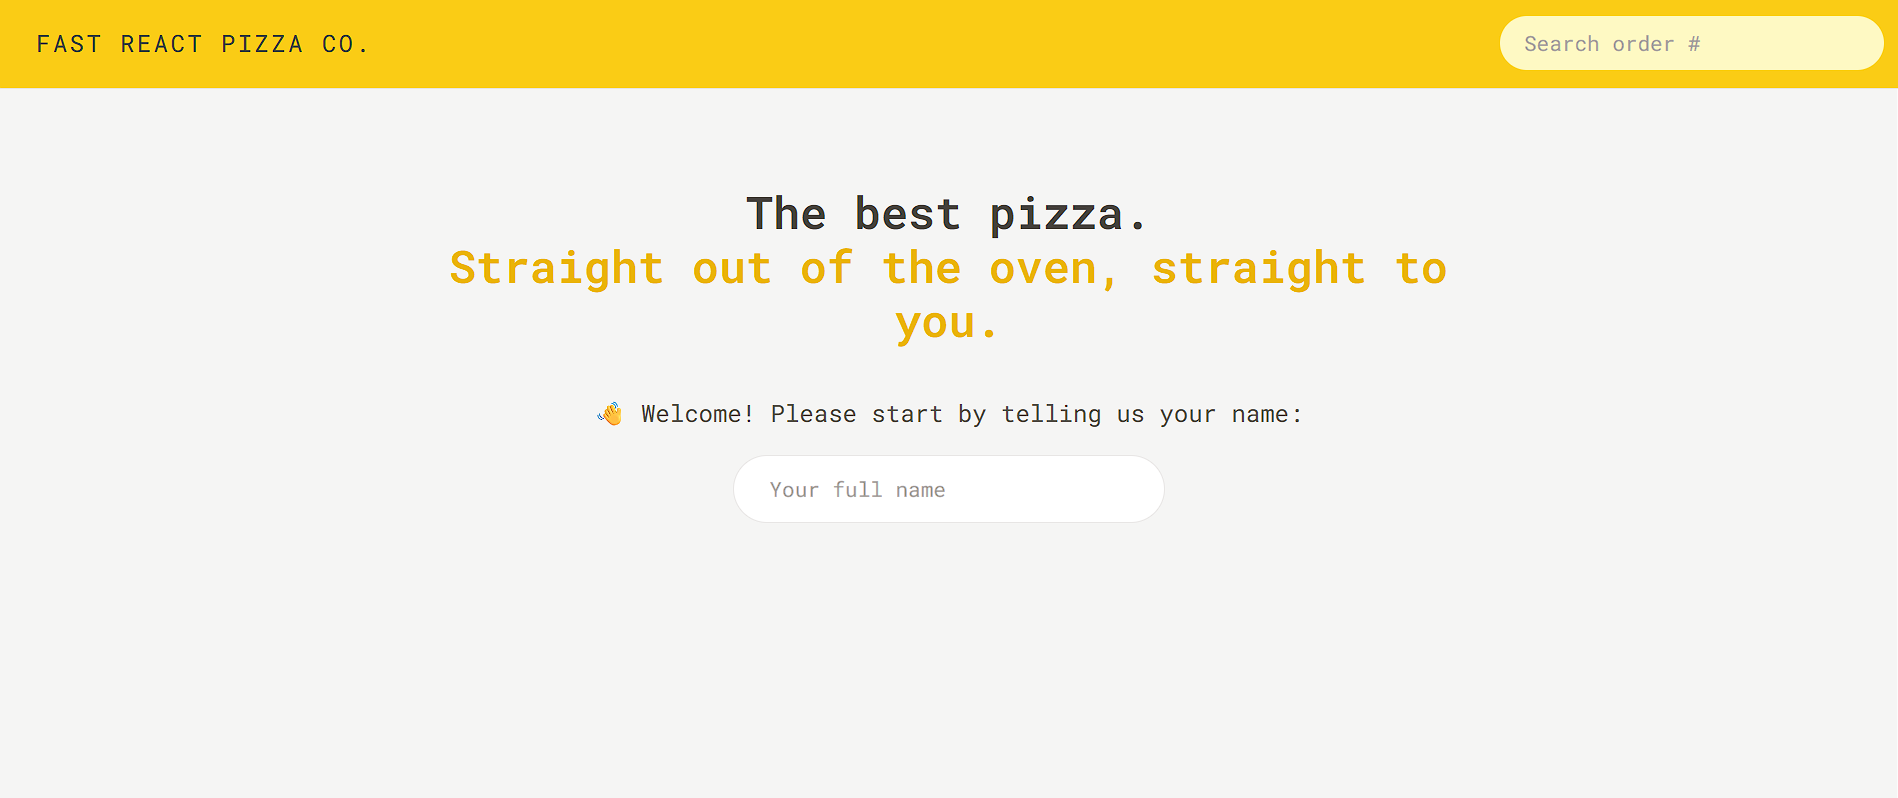 FAST REACT PIZZA CO.
Search order #
The best pizza.
Straight out of the oven, straight to
you.
👋 Welcome! Please start by telling us your name:
Your full name